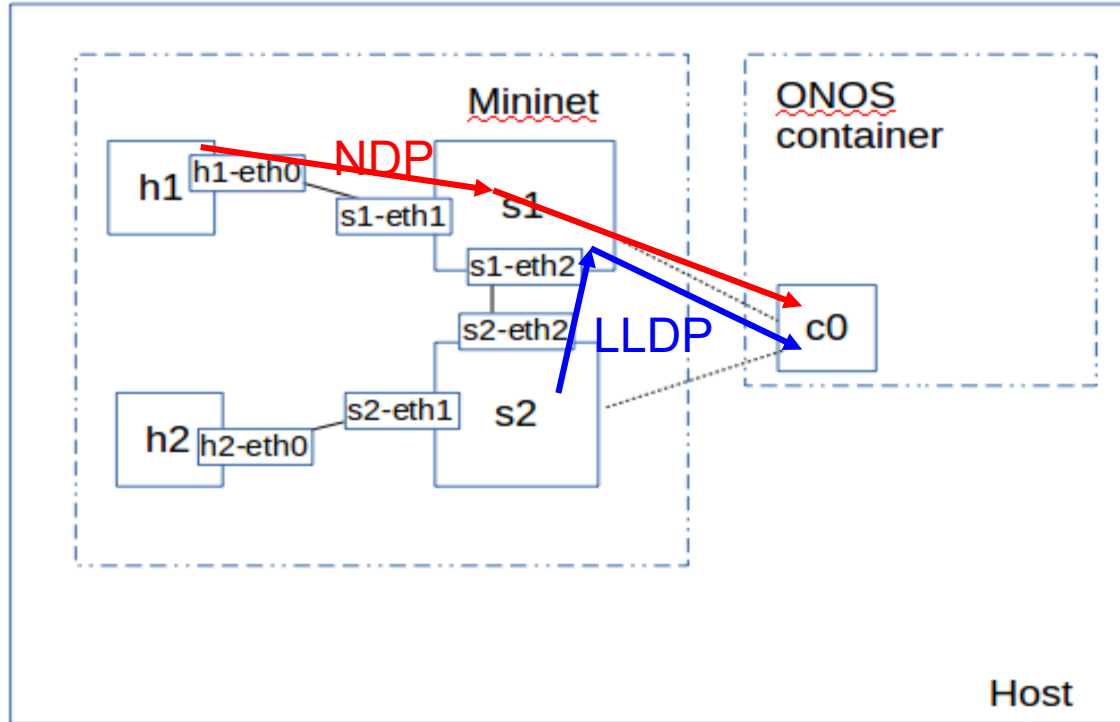 Mininet
ONOS
container
NDP
h1
h1-eth0
s1-eth1
s1
s1-eth2
s2-eth2
LLDP
c0
h2
h2-eth0
s2-eth1
s2
Host